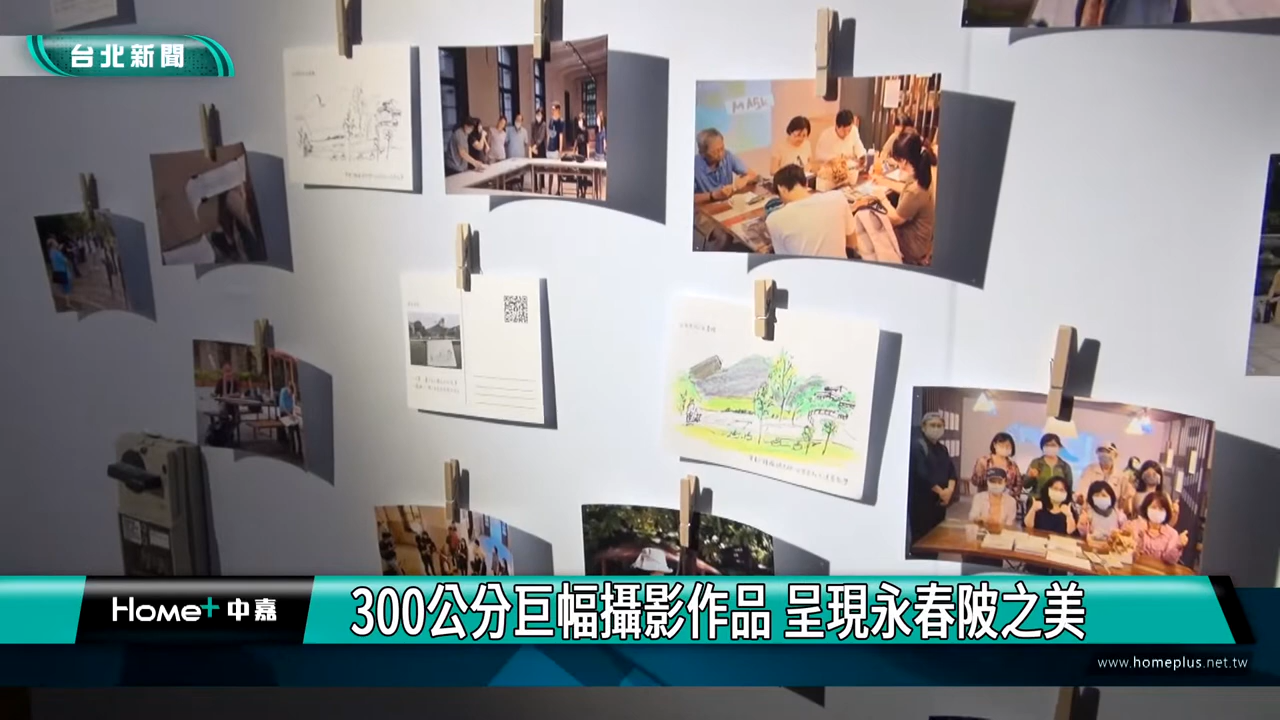 台北新聞
MASL
Home+ 中嘉
300公分巨幅攝影作品 呈現永春陂之美
www.homeplus.net.tw